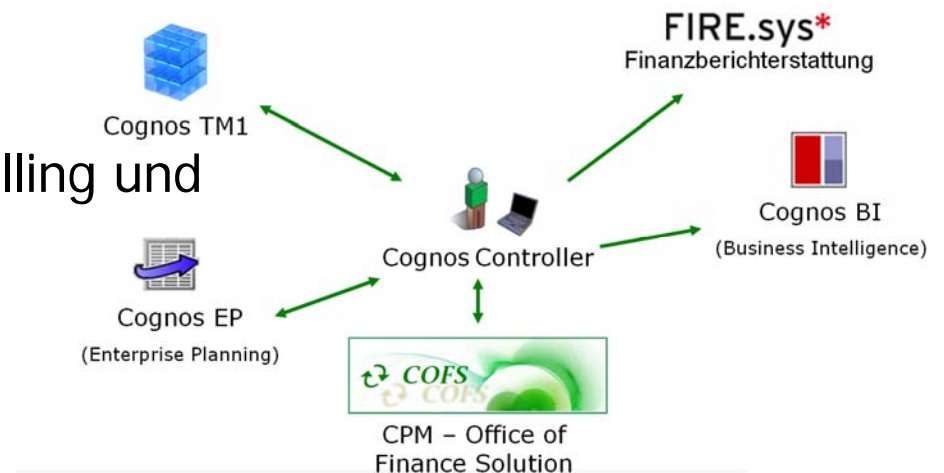 FIRE.sys*
Finanzberichterstattung
Cognos TM1
lling und
Cognos BI
(Business Intelligence)
Cognos Controller
Cognos EP
(Enterprise Planning)
COFS
COFS
CPM – Office of
Finance Solution